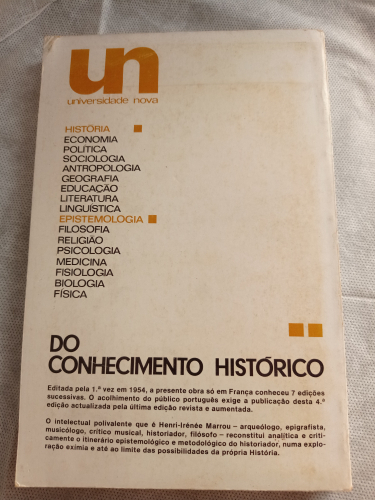 un
universidade nova
HISTÓRIA
ECONOMIA
POLÍTICA
SOCIOLOGIA
ANTROPOLOGIA
GEOGRAFIA
EDUCAÇÃO
LITERATURA
LINGUÍSTICA
EPISTEMOLOGIA
FILOSOFIA
RELIGIÃO
PSICOLOGIA
MEDICINA
FISIOLOGIA
BIOLOGIA
FÍSICA
DO
CONHECIMENTO HISTÓRICO
Editada pela 1.ª vez em 1954, a presente obra só em França conheceu 7 edições
sucessivas. O acolhimento do público português exige a publicação desta 4.ª
edição actualizada pela última edição revista e aumentada.
O intelectual polivalente que é Henri-Irénée Marrou – arqueólogo, epigrafista,
musicólogo, crítico musical, historiador, filósofo – reconstitui analítica e criti-
camente o itinerário epistemológico e metodológico do historiador, numa explo-
ração exímia e até ao limite das possibilidades da própria História.